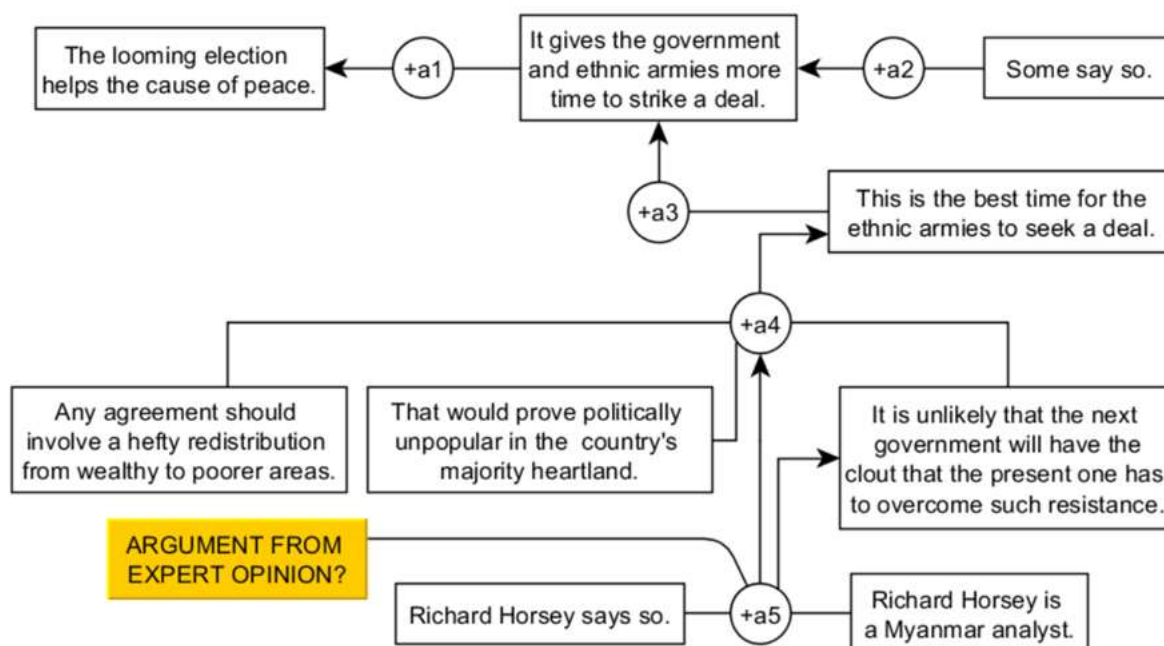 The looming election
helps the cause of peace.
+a1
It gives the government
and ethnic armies more
time to strike a deal.
+a2
Some say so.
+a3
This is the best time for the
ethnic armies to seek a deal.
+a4
Any agreement should
involve a hefty redistribution
from wealthy to poorer areas.
That would prove politically
unpopular in the country's
majority heartland.
It is unlikely that the next
government will have the
clout that the present one has
to overcome such resistance.
ARGUMENT FROM
EXPERT OPINION?
Richard Horsey says so.
+a5
Richard Horsey is
a Myanmar analyst.